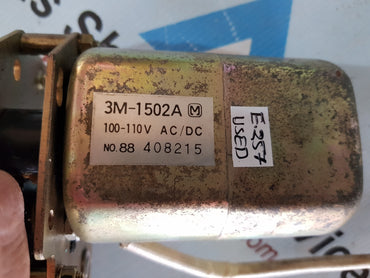 3M-1502A M
100-110V AC/DC
NO.88 408215
E-257
USED